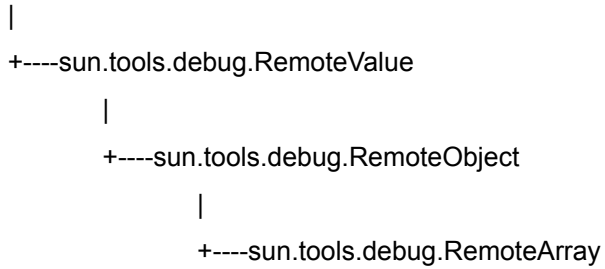 |
+----sun.tools.debug.RemoteValue
|
+----sun.tools.debug.RemoteObject
|
+----sun.tools.debug.RemoteArray